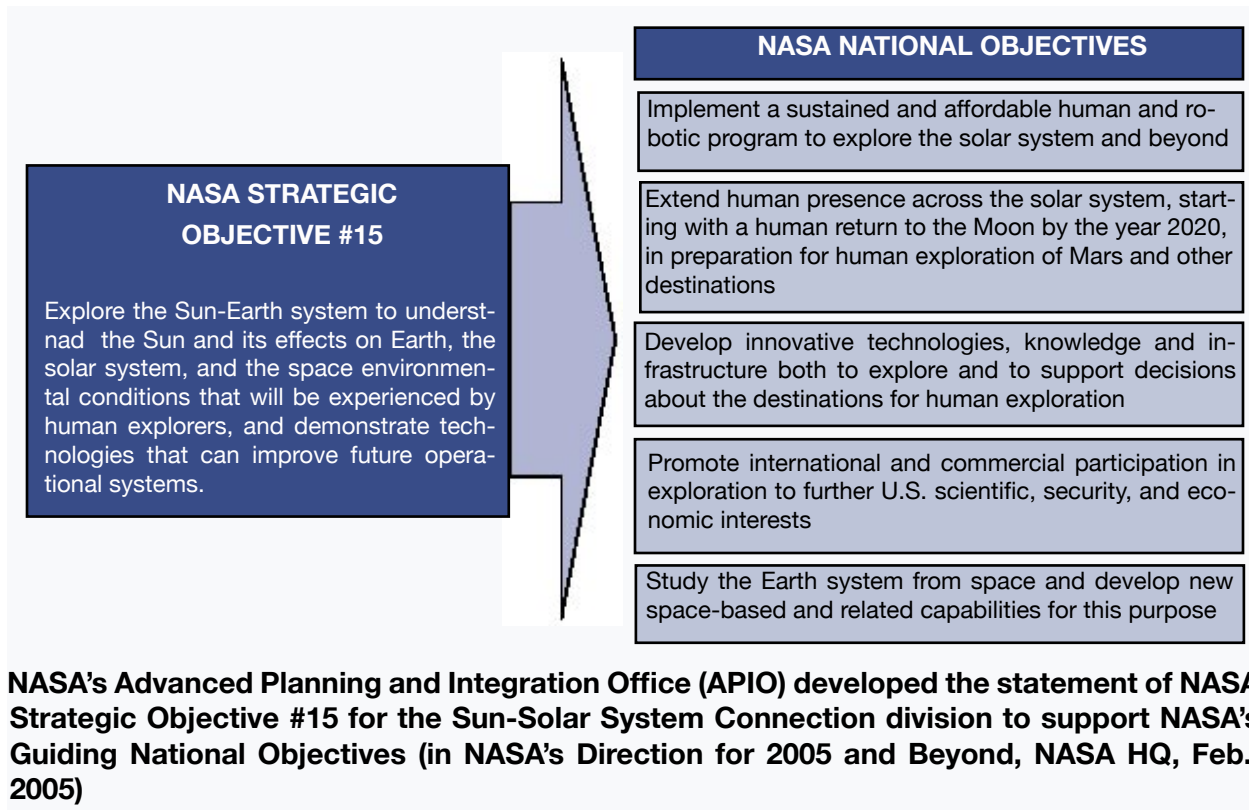 NASA STRATEGIC
OBJECTIVE #15
Explore the Sun-Earth system to underst-
nad the Sun and its effects on Earth, the
solar system, and the space environmen-
tal conditions that will be experienced by
human explorers, and demonstrate tech-
nologies that can improve future opera-
tional systems.
NASA NATIONAL OBJECTIVES
Implement a sustained and affordable human and ro-
botic program to explore the solar system and beyond
Extend human presence across the solar system, start-
ing with a human return to the Moon by the year 2020,
in preparation for human exploration of Mars and other
destinations
Develop innovative technologies, knowledge and in-
frastructure both to explore and to support decisions
about the destinations for human exploration
Promote international and commercial participation in
exploration to further U.S. scientific, security, and eco-
nomic interests
Study the Earth system from space and develop new
space-based and related capabilities for this purpose
NASA’s Advanced Planning and Integration Office (APIO) developed the statement of NASA
Strategic Objective #15 for the Sun-Solar System Connection division to support NASA’s
Guiding National Objectives (in NASA’s Direction for 2005 and Beyond, NASA HQ, Feb.
2005)